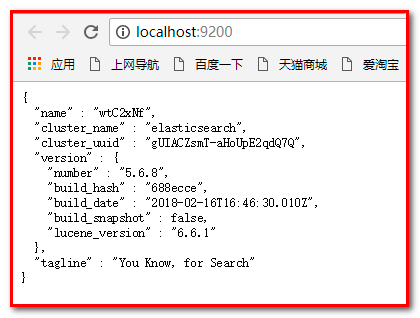 localhost:9200
应用 上网导航 百度一下 天猫商城 爱淘宝
{
"name" : "wtC2xNf",
"cluster_name" : "elasticsearch",
"cluster_uuid" : "gUIACZsmT-aHoUpE2qdQ7Q",
"version" : {
"number" : "5.6.8",
"build_hash" : "688ecce",
"build_date" : "2018-02-16T16:46:30.010Z",
"build_snapshot" : false,
"lucene_version" : "6.6.1"
},
"tagline" : "You Know, for Search"
}